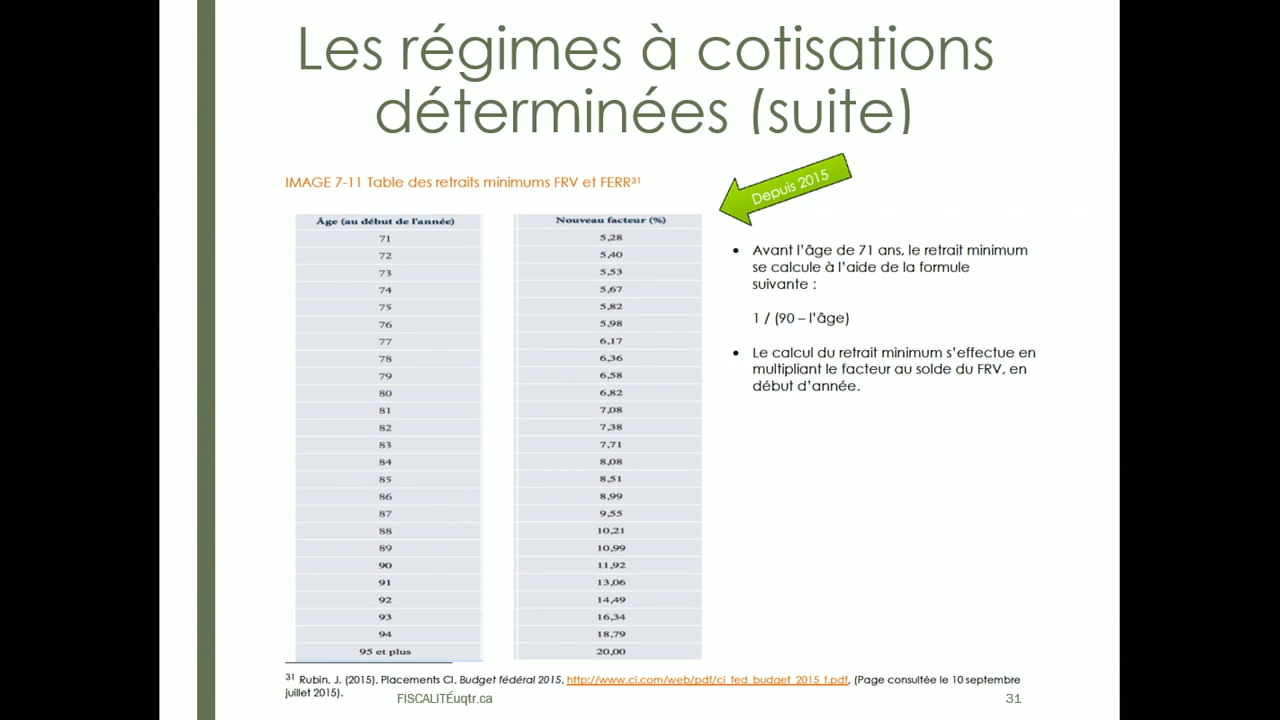 Les régimes à cotisations
déterminées (suite)
IMAGE 7-11 Table des retraits minimums FRV et FERR31
Depuis 2015
Âge (au début de l'année) Nouveau facteur (%)
71 5,28
72 5,40
73 5,53
74 5,67
75 5,82
76 5,98
77 6,17
78 6,36
79 6,58
80 6,82
81 7,08
82 7,38
83 7,71
84 8,08
85 8,51
86 8,99
87 9,55
88 10,21
89 10,99
90 11,92
91 13,06
92 14,49
93 16,34
94 18,79
95 et plus 20,00
• Avant l'âge de 71 ans, le retrait minimum
se calcule à l'aide de la formule
suivante :
1 / (90 – l'âge)
• Le calcul du retrait minimum s'effectue en
multipliant le facteur au solde du FRV, en
début d'année.
31 Rubin, J. (2015), Placements CI, Budget fédéral 2015, http://www.ci.com/web/pdf/ci_fed_budget_2015_f.pdf, (Page consultée le 10 septembre
juillet 2015).
FISCALITÉuqtr.ca
31